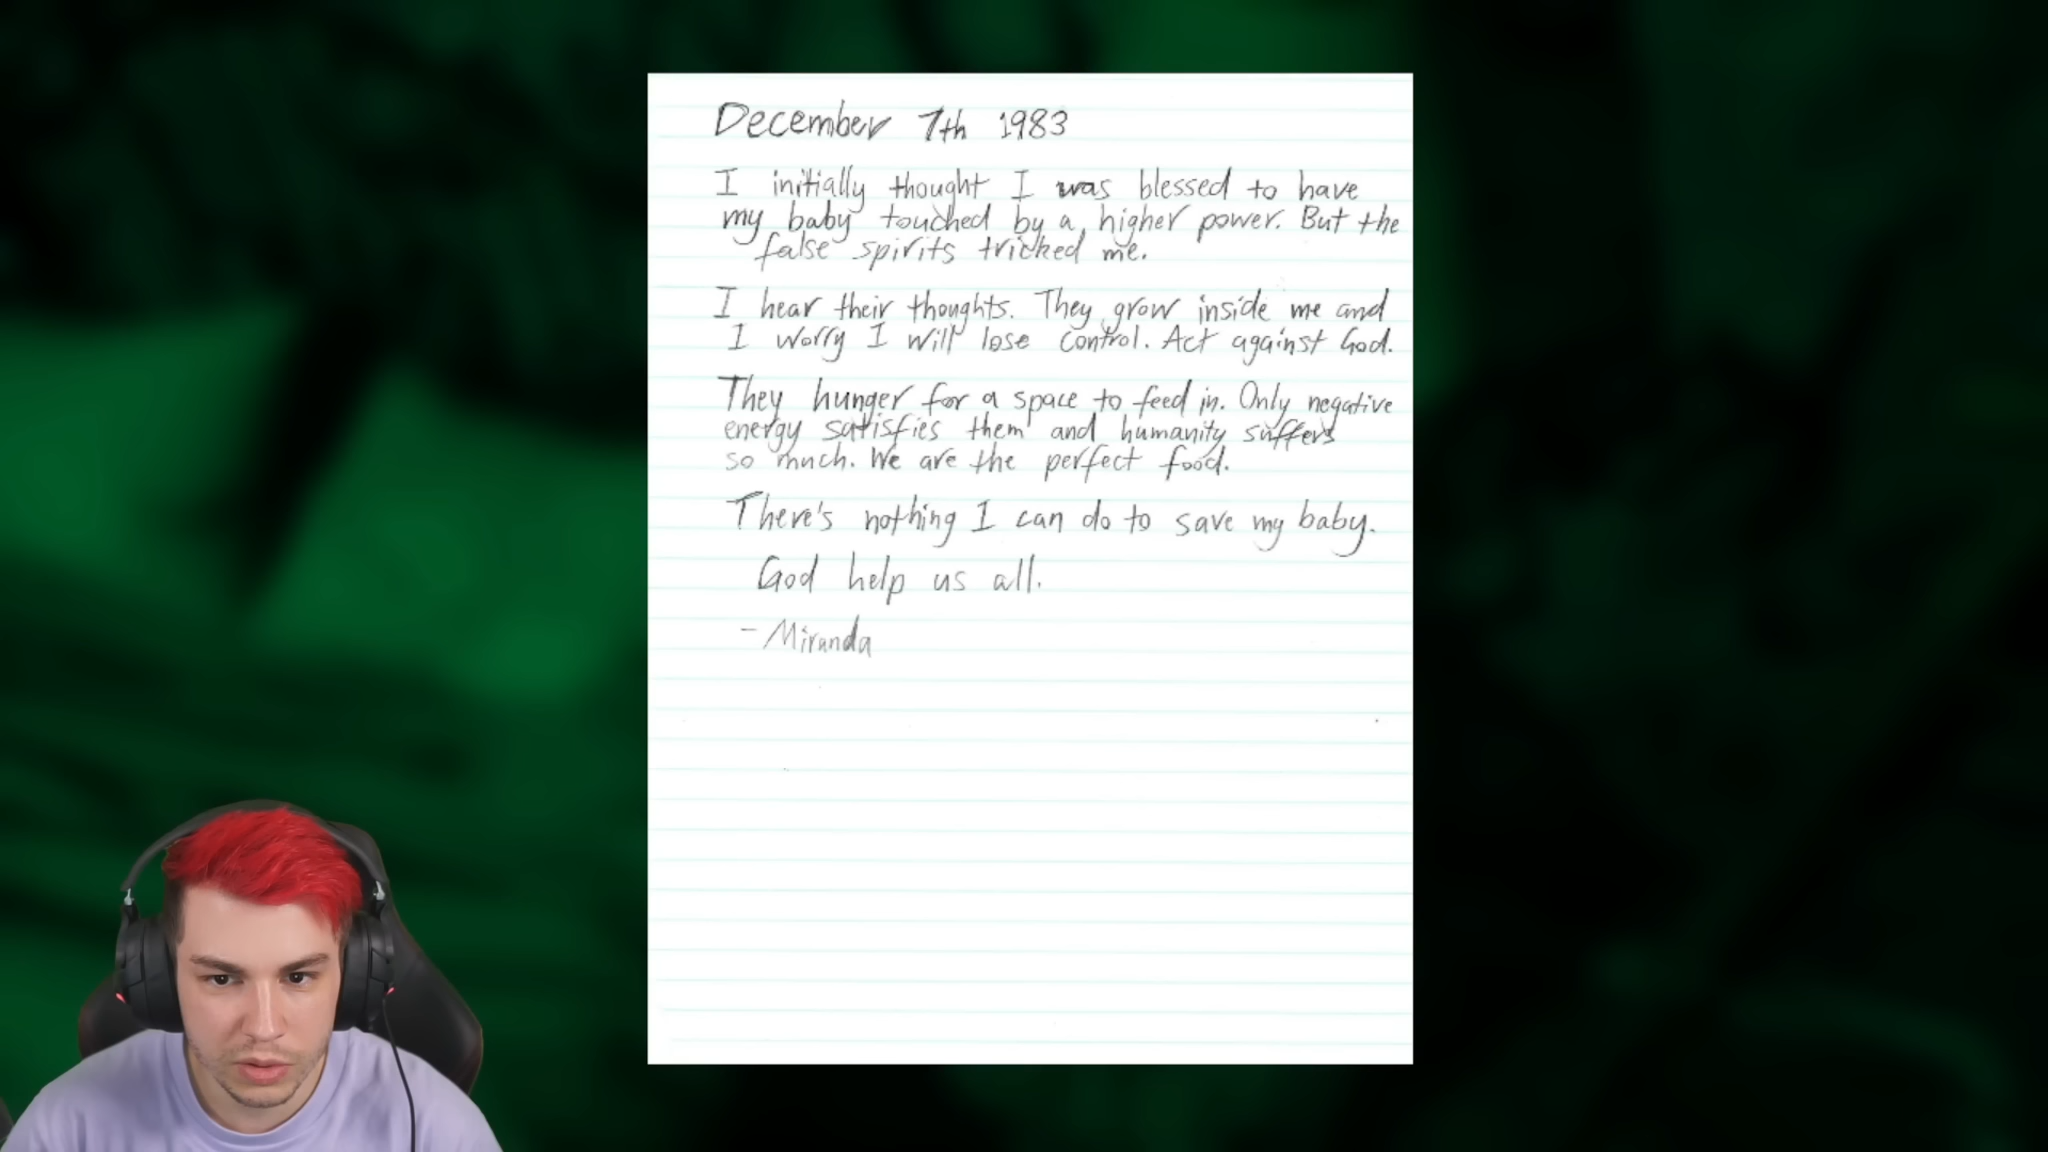 December 7th 1983
I initially thought I was blessed to have
my baby touched by a higher power. But the
false spirits tricked me.
I hear their thoughts. They grow inside me and
I worry I will lose control. Act against God.
They hunger for a space to feed in. Only negative
energy satisfies them and humanity suffers
so much. We are the perfect food.
There's nothing I can do to save my baby.
God help us all.
- Miranda